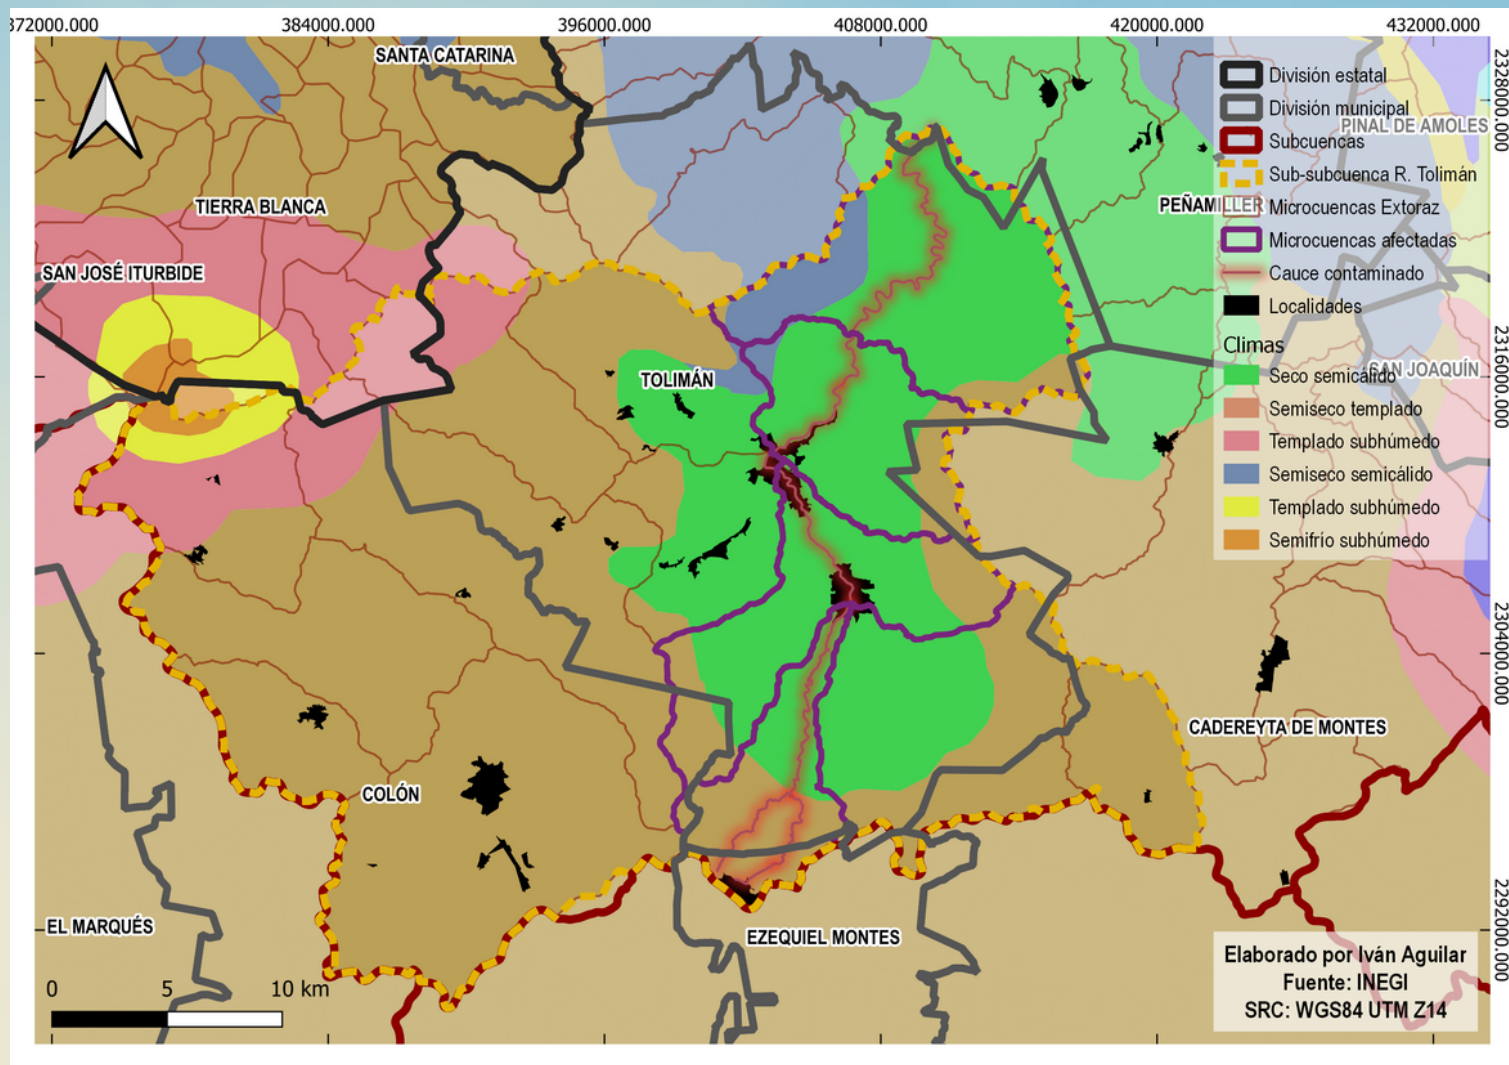 372000.000
384000.000
396000.000
408000.000
420000.000
432000.000
2328000.000
2316000.000
2304000.000
2292000.000
SANTA CATARINA
TIERRA BLANCA
SAN JOSÉ ITURBIDE
TOLIMÁN
PEÑAMILLER
PINAL DE AMOLES
SAN JOAQUÍN
CADEREYTA DE MONTES
COLÓN
EL MARQUÉS
EZEQUIEL MONTES
División estatal
División municipal
Subcuencas
Sub-subcuenca R. Tolimán
Microcuencas Extoraz
Microcuencas afectadas
Cauce contaminado
Localidades
Climas
Seco semicálido
Semiseco templado
Templado subhúmedo
Semiseco semicálido
Templado subhúmedo
Semifrío subhúmedo
0 5 10 km
Elaborado por Iván Aguilar
Fuente: INEGI
SRC: WGS84 UTM Z14